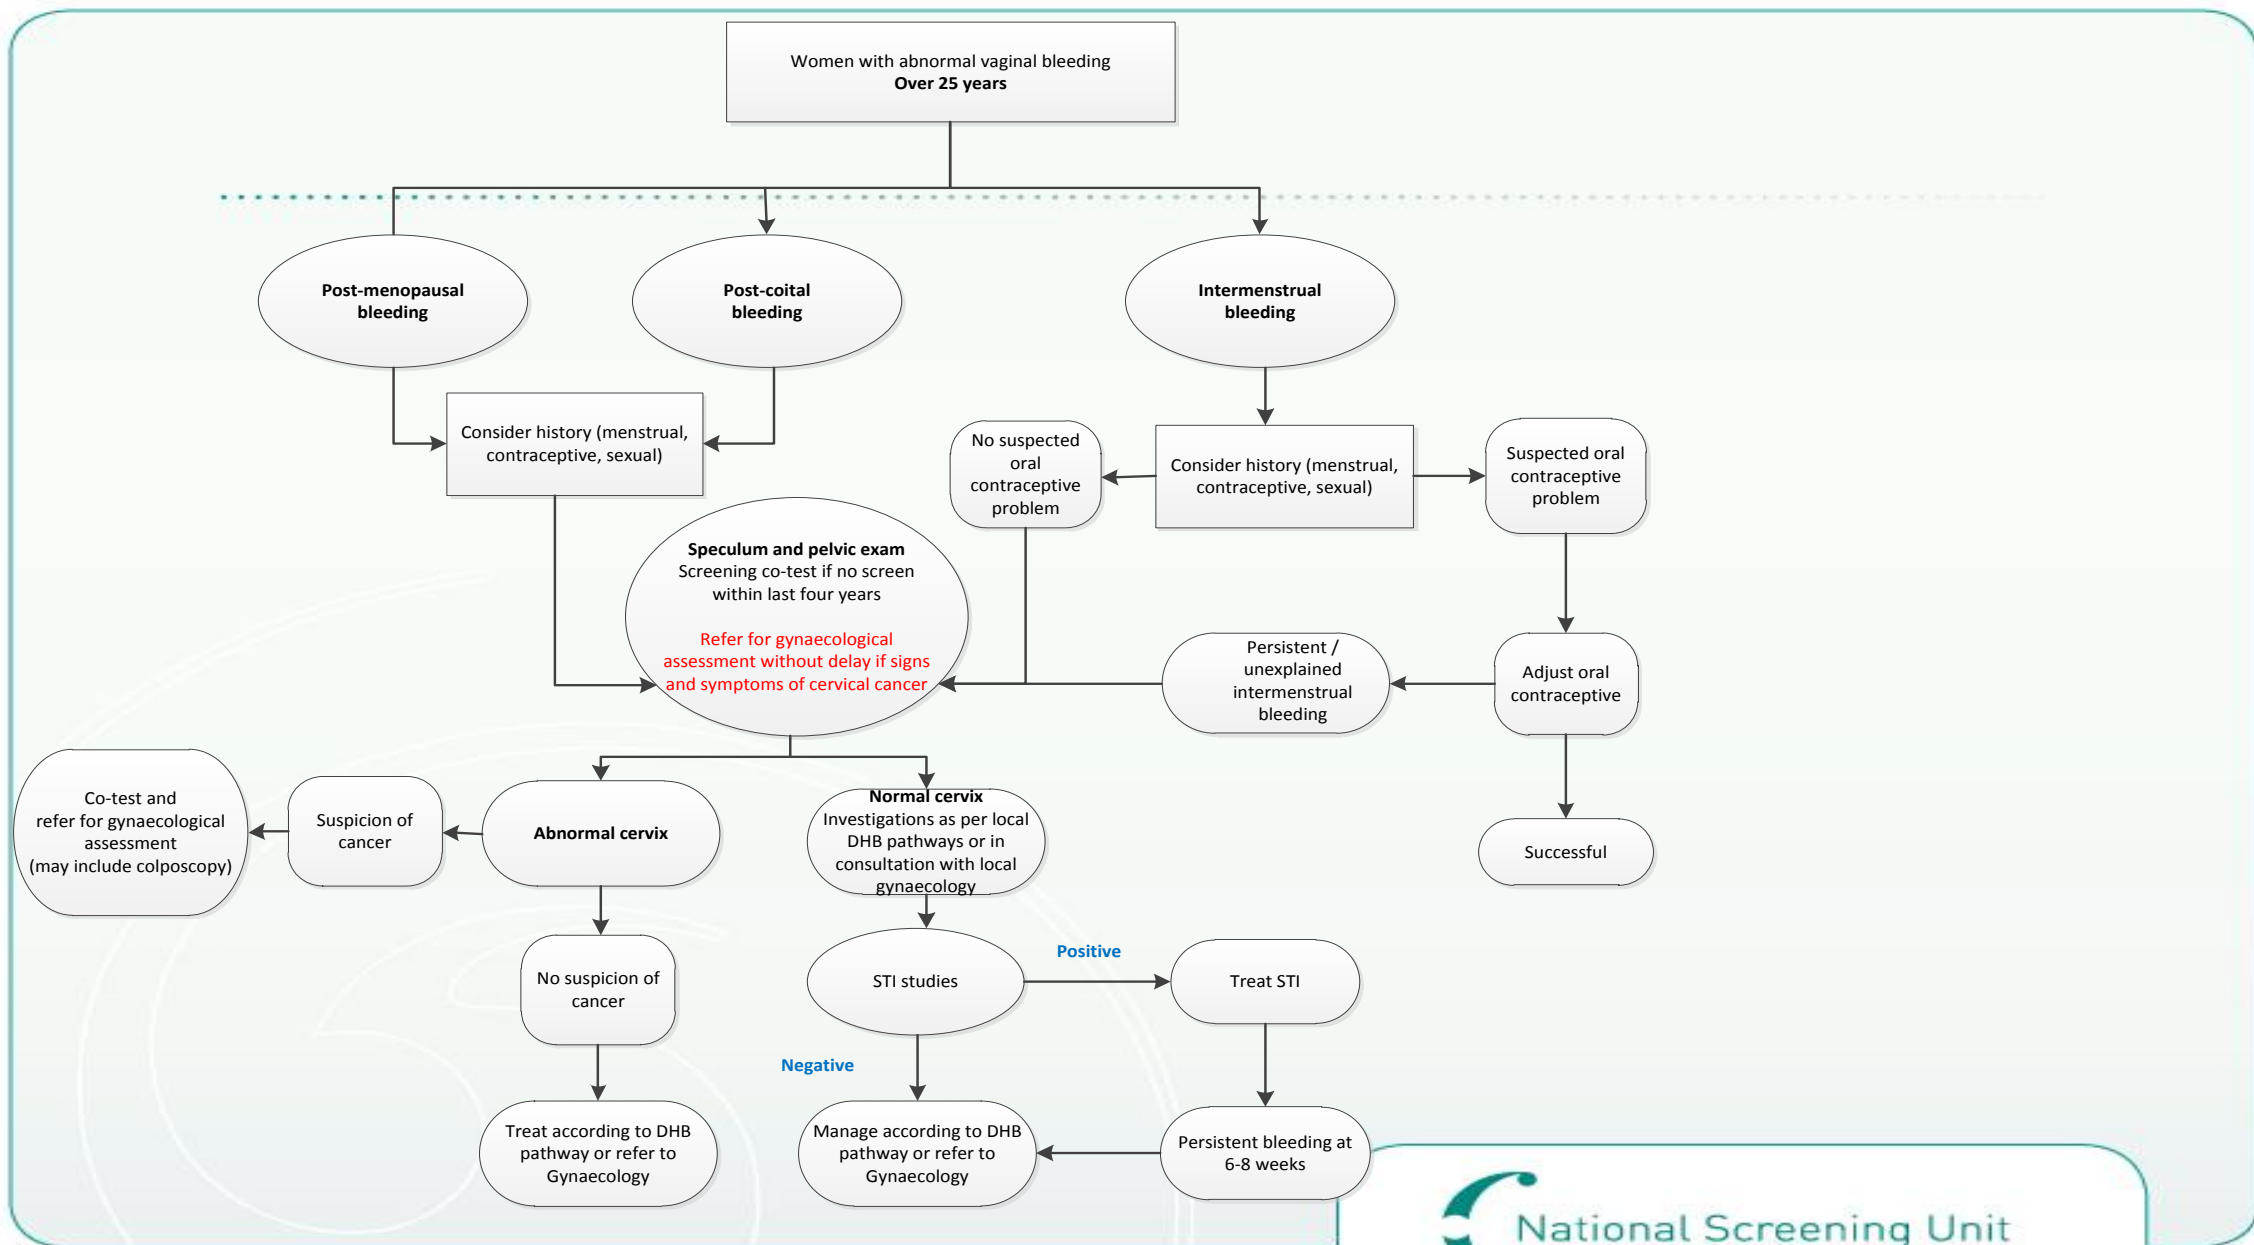 Women with abnormal vaginal bleeding
Over 25 years
Post-menopausal
bleeding
Post-coital
bleeding
Intermenstrual
bleeding
Consider history (menstrual,
contraceptive, sexual)
No suspected
oral
contraceptive
problem
Consider history (menstrual,
contraceptive, sexual)
Suspected oral
contraceptive
problem
Speculum and pelvic exam
Screening co-test if no screen
within last four years
Refer for gynaecological
assessment without delay if signs
and symptoms of cervical cancer
Persistent /
unexplained
intermenstrual
bleeding
Adjust oral
contraceptive
Co-test and
refer for gynaecological
assessment
(may include colposcopy)
Suspicion of
cancer
Abnormal cervix
Normal cervix
Investigations as per local
DHB pathways or in
consultation with local
gynaecology
Successful
No suspicion of
cancer
STI studies
Positive
Treat STI
Negative
Treat according to DHB
pathway or refer to
Gynaecology
Manage according to DHB
pathway or refer to
Gynaecology
Persistent bleeding at
6-8 weeks
National Screening Unit